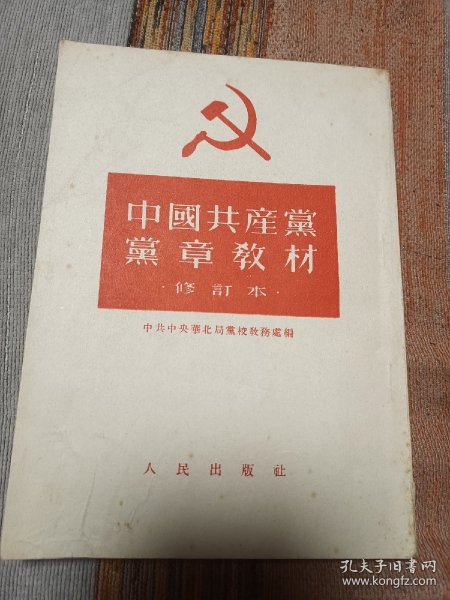 中國共産黨
黨章教材
·修訂本·
中共中央華北局黨校教務處編
人民出版社
孔夫子旧书网
www.kongfz.com